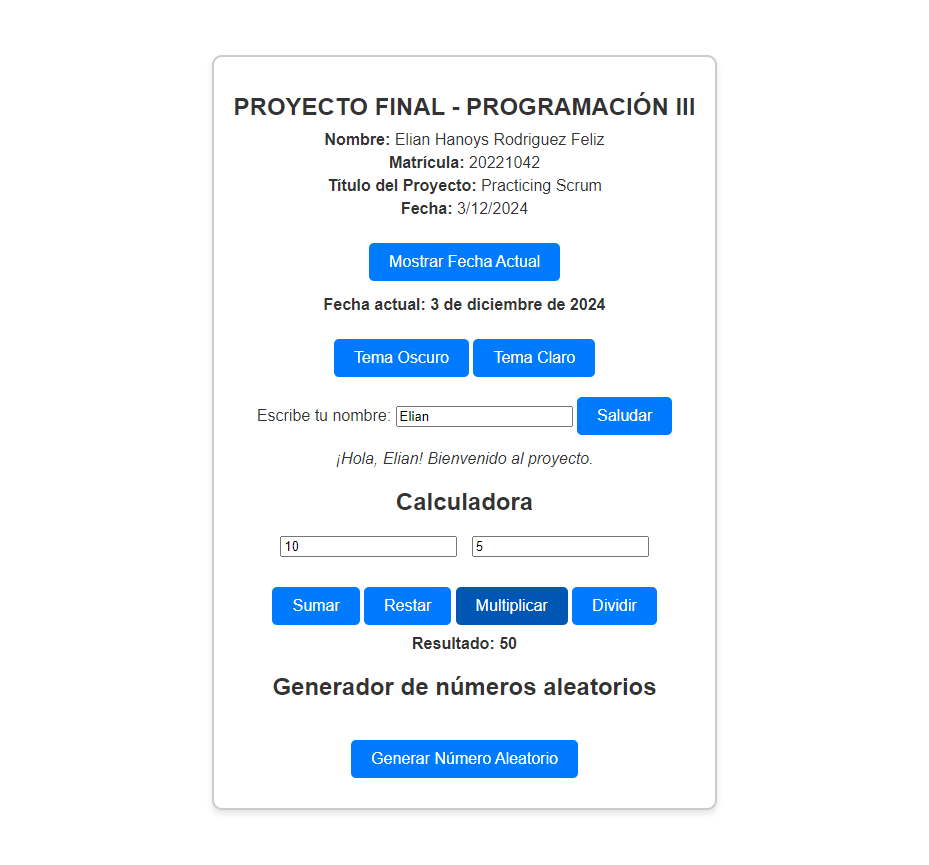 PROYECTO FINAL - PROGRAMACIÓN III
Nombre: Elian Hanoys Rodriguez Feliz
Matrícula: 20221042
Título del Proyecto: Practicing Scrum
Fecha: 3/12/2024
Mostrar Fecha Actual
Fecha actual: 3 de diciembre de 2024
Tema Oscuro Tema Claro
Escribe tu nombre: Elian Saludar
¡Hola, Elian! Bienvenido al proyecto.
Calculadora
10 5
Sumar Restar Multiplicar Dividir
Resultado: 50
Generador de números aleatorios
Generar Número Aleatorio